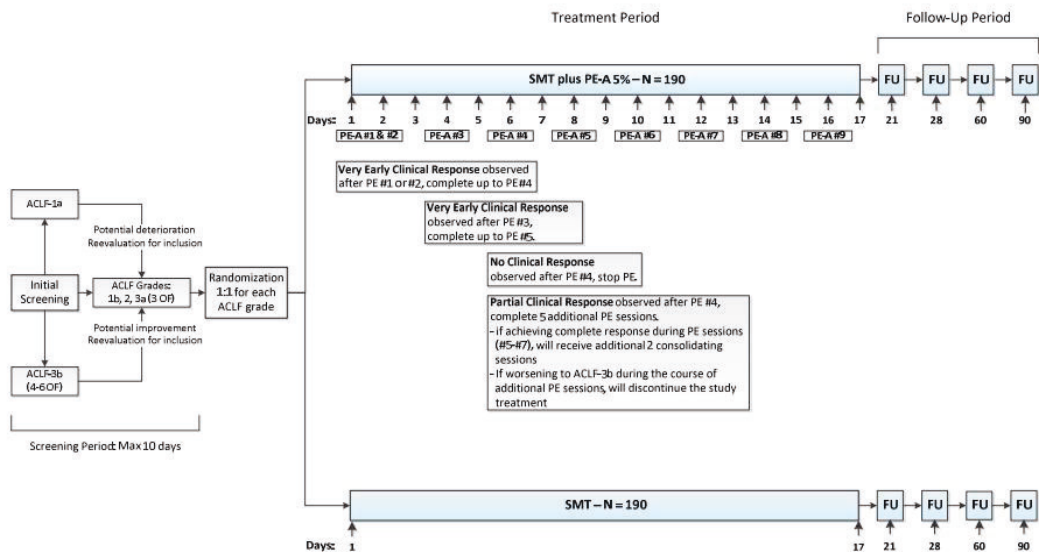 Treatment Period
Follow-Up Period
SMT plus PE-A 5% – N = 190
FU
FU
FU
FU
Days: 1 2 3 4 5 6 7 8 9 10 11 12 13 14 15 16 17 21 28 60 90
PE-A #1 & #2
PE-A #3
PE-A #4
PE-A #5
PE-A #6
PE-A #7
PE-A #8
PE-A #9
Very Early Clinical Response observed
after PE #1 or #2, complete up to PE #4
Very Early Clinical Response
observed after PE #3,
complete up to PE #5.
No Clinical Response
observed after PE #4, stop PE.
Partial Clinical Response observed after PE #4,
complete 5 additional PE sessions.
– if achieving complete response during PE sessions
(#5-#7), will receive additional 2 consolidating
sessions
– If worsening to ACLF-3b during the course of
additional PE sessions, will discontinue the study
treatment
ACLF-1a
Potential deterioration
Reevaluation for inclusion
Initial
Screening
ACLF Grades:
1b, 2, 3a (3 OF)
Randomization
1:1 for each
ACLF grade
Potential improvement
Reevaluation for inclusion
ACLF-3b
(4-6 OF)
Screening Period: Max 10 days
SMT – N = 190
FU
FU
FU
FU
Days: 1 17 21 28 60 90